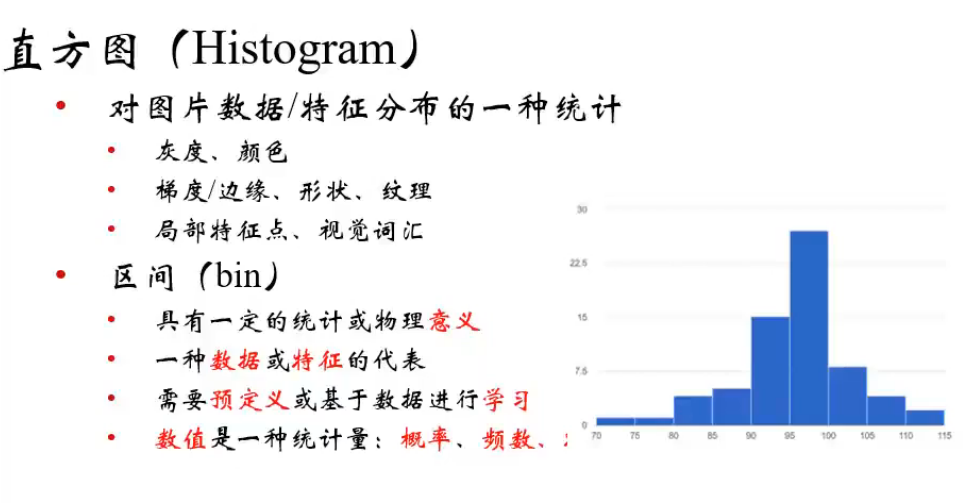 直方图（Histogram）
• 对图片数据/特征分布的一种统计
• 灰度、颜色
• 梯度/边缘、形状、纹理
• 局部特征点、视觉词汇
• 区间（bin）
• 具有一定的统计或物理意义
• 一种数据或特征的代表
• 需要预定义或基于数据进行学习
• 数值是一种统计量：概率、频数、
30
22.5
15
7.5
0
70 75 80 85 90 95 100 105 110 115